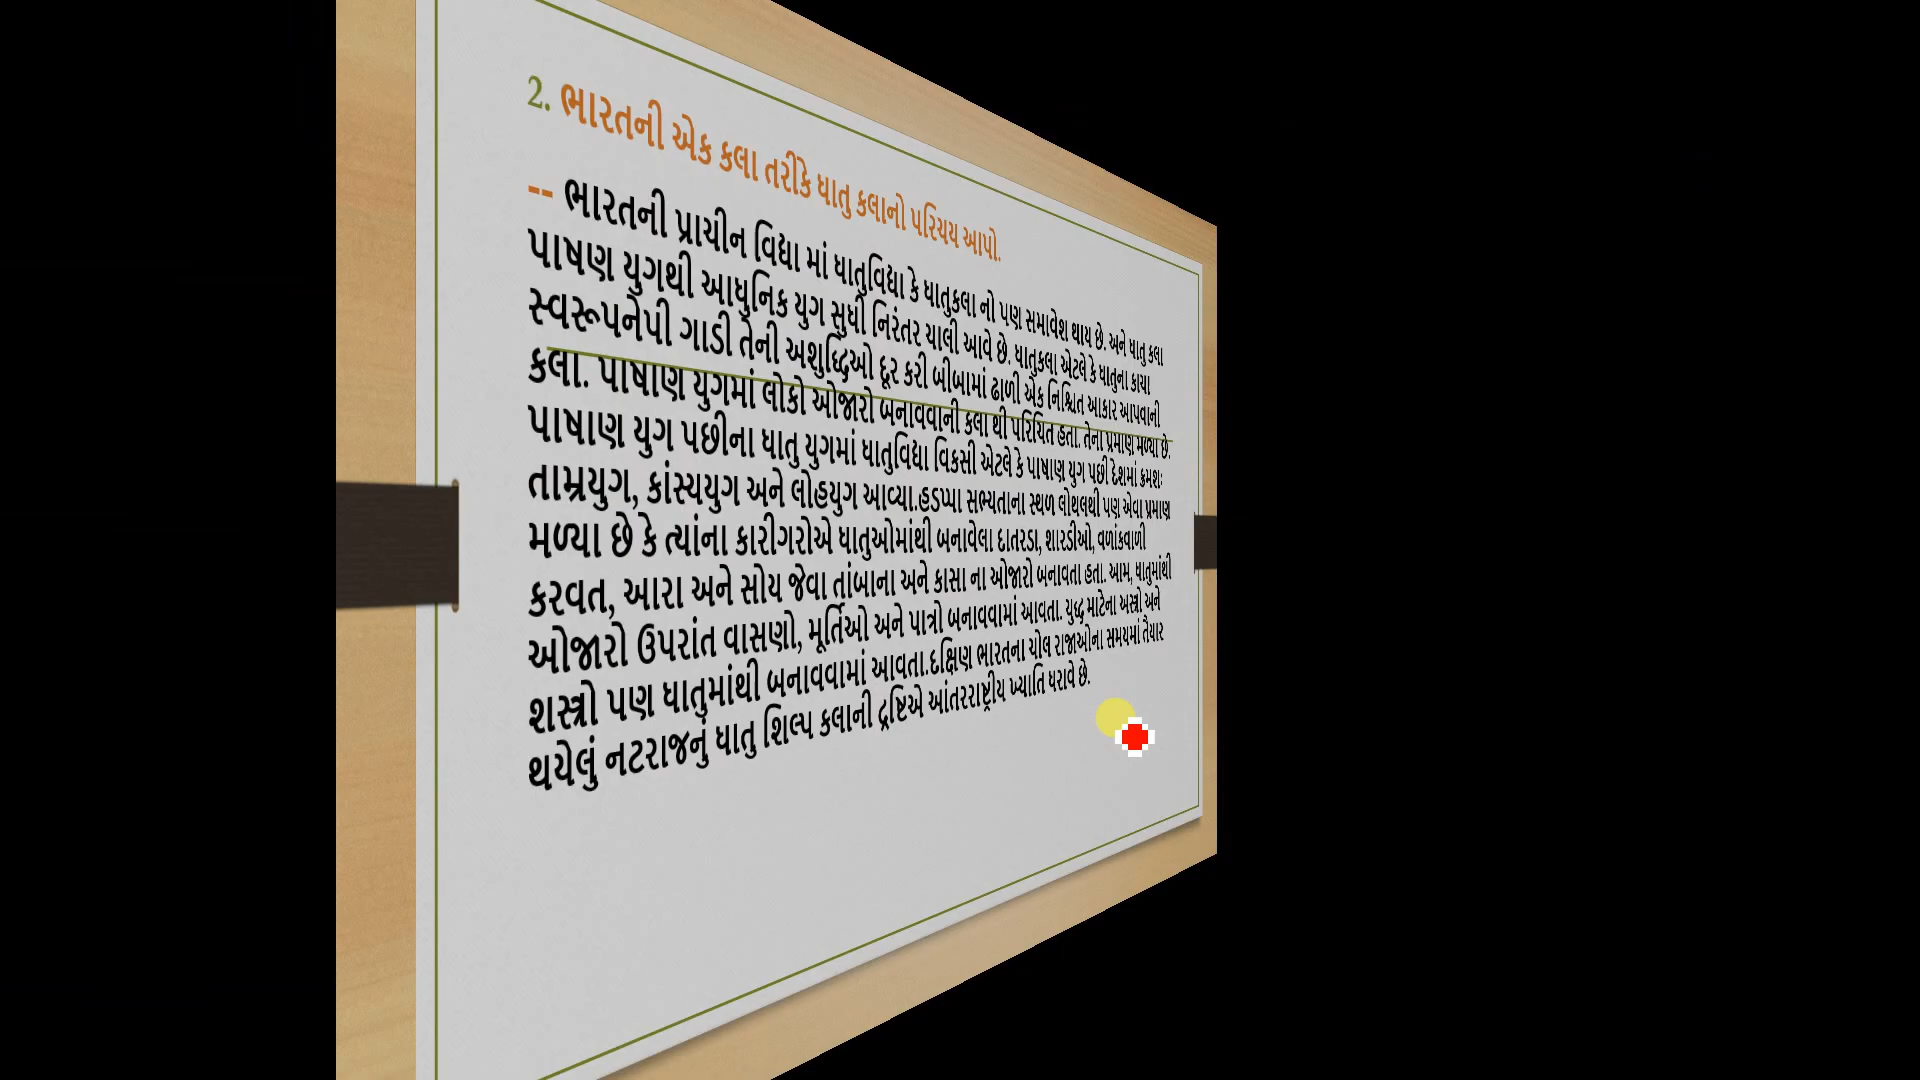 2. ભારતની એક કલા તરીકે ધાતુ કલાનો પરિચય આપો.
-- ભારતની પ્રાચીન વિદ્યા માં ધાતુવિદ્યા કે ધાતુકલા નો પણ સમાવેશ થાય છે. અને ધાતુ કલા
પાષણ યુગથી આધુનિક યુગ સુધી નિરંતર ચાલી આવે છે. ધાતુકલા એટલે કે ધાતુના કાચા
સ્વરૂપનેપી ગાડી તેની અશુદ્ધિઓ દૂર કરી બીબામાં ઢાળી એક નિશ્ચિત આકાર આપવાની
કલા. પાષાણ યુગમાં લોકો ઓજારો બનાવવાની કલા થી પરિચિત હતા. તેના પ્રમાણ મળ્યા છે.
પાષાણ યુગ પછીના ધાતુ યુગમાં ધાતુવિદ્યા વિકસી એટલે કે પાષાણ યુગ પછી દેશમાં ક્રમશઃ
તામ્રયુગ, કાંસ્યયુગ અને લોહયુગ આવ્યા.હડપ્પા સભ્યતાના સ્થળ લોથલથી પણ એવા પ્રમાણ
મળ્યા છે કે ત્યાંના કારીગરોએ ધાતુઓમાંથી બનાવેલા દાતરડા, શારડીઓ, વળાંકવાળી
કરવત, આરા અને સોય જેવા તાંબાના અને કાસા ના ઓજારો બનાવતા હતા. આમ, ધાતુમાંથી
ઓજારો ઉપરાંત વાસણો, મૂર્તિઓ અને પાત્રો બનાવવામાં આવતા. યુદ્ધ માટેના અસ્ત્રો અને
શસ્ત્રો પણ ધાતુમાંથી બનાવવામાં આવતા.દક્ષિણ ભારતના ચોલ રાજાઓના સમયમાં તૈયાર
થયેલું નટરાજનું ધાતુ શિલ્પ કલાની દ્રષ્ટિએ આંતરરાષ્ટ્રીય ખ્યાતિ ધરાવે છે.